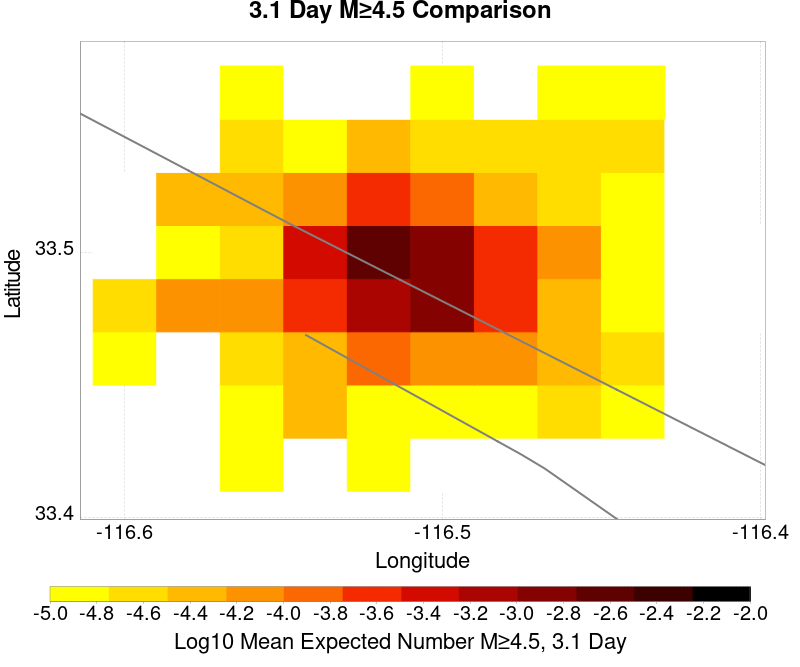 3.1 Day M≥4.5 Comparison
Latitude
33.5
33.4
-116.6 -116.5 -116.4
Longitude
-5.0 -4.8 -4.6 -4.4 -4.2 -4.0 -3.8 -3.6 -3.4 -3.2 -3.0 -2.8 -2.6 -2.4 -2.2 -2.0
Log10 Mean Expected Number M≥4.5, 3.1 Day